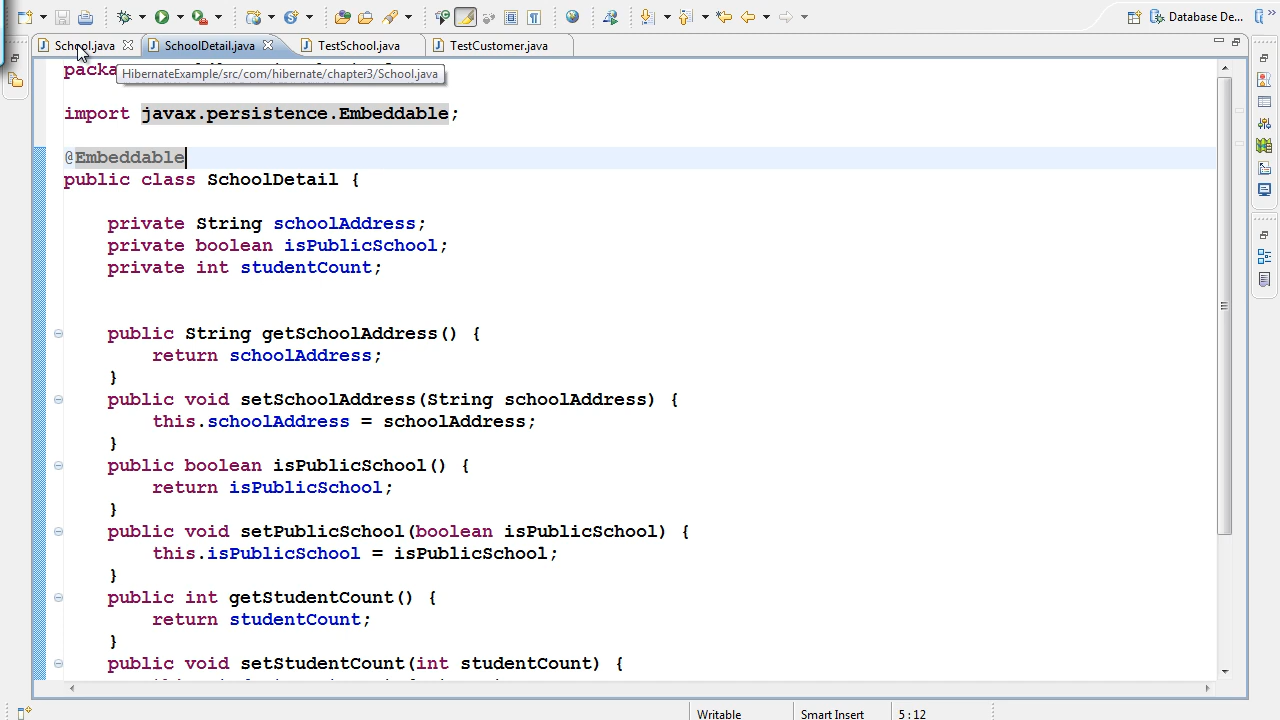 Database De...
School.java
SchoolDetail.java
TestSchool.java
TestCustomer.java
packa
HibernateExample/src/com/hibernate/chapter3/School.java
import javax.persistence.Embeddable;
@Embeddable
public class SchoolDetail {
private String schoolAddress;
private boolean isPublicSchool;
private int studentCount;
public String getSchoolAddress() {
return schoolAddress;
}
public void setSchoolAddress(String schoolAddress) {
this.schoolAddress = schoolAddress;
}
public boolean isPublicSchool() {
return isPublicSchool;
}
public void setPublicSchool(boolean isPublicSchool) {
this.isPublicSchool = isPublicSchool;
}
public int getStudentCount() {
return studentCount;
}
public void setStudentCount(int studentCount) {
Writable
Smart Insert
5 : 12